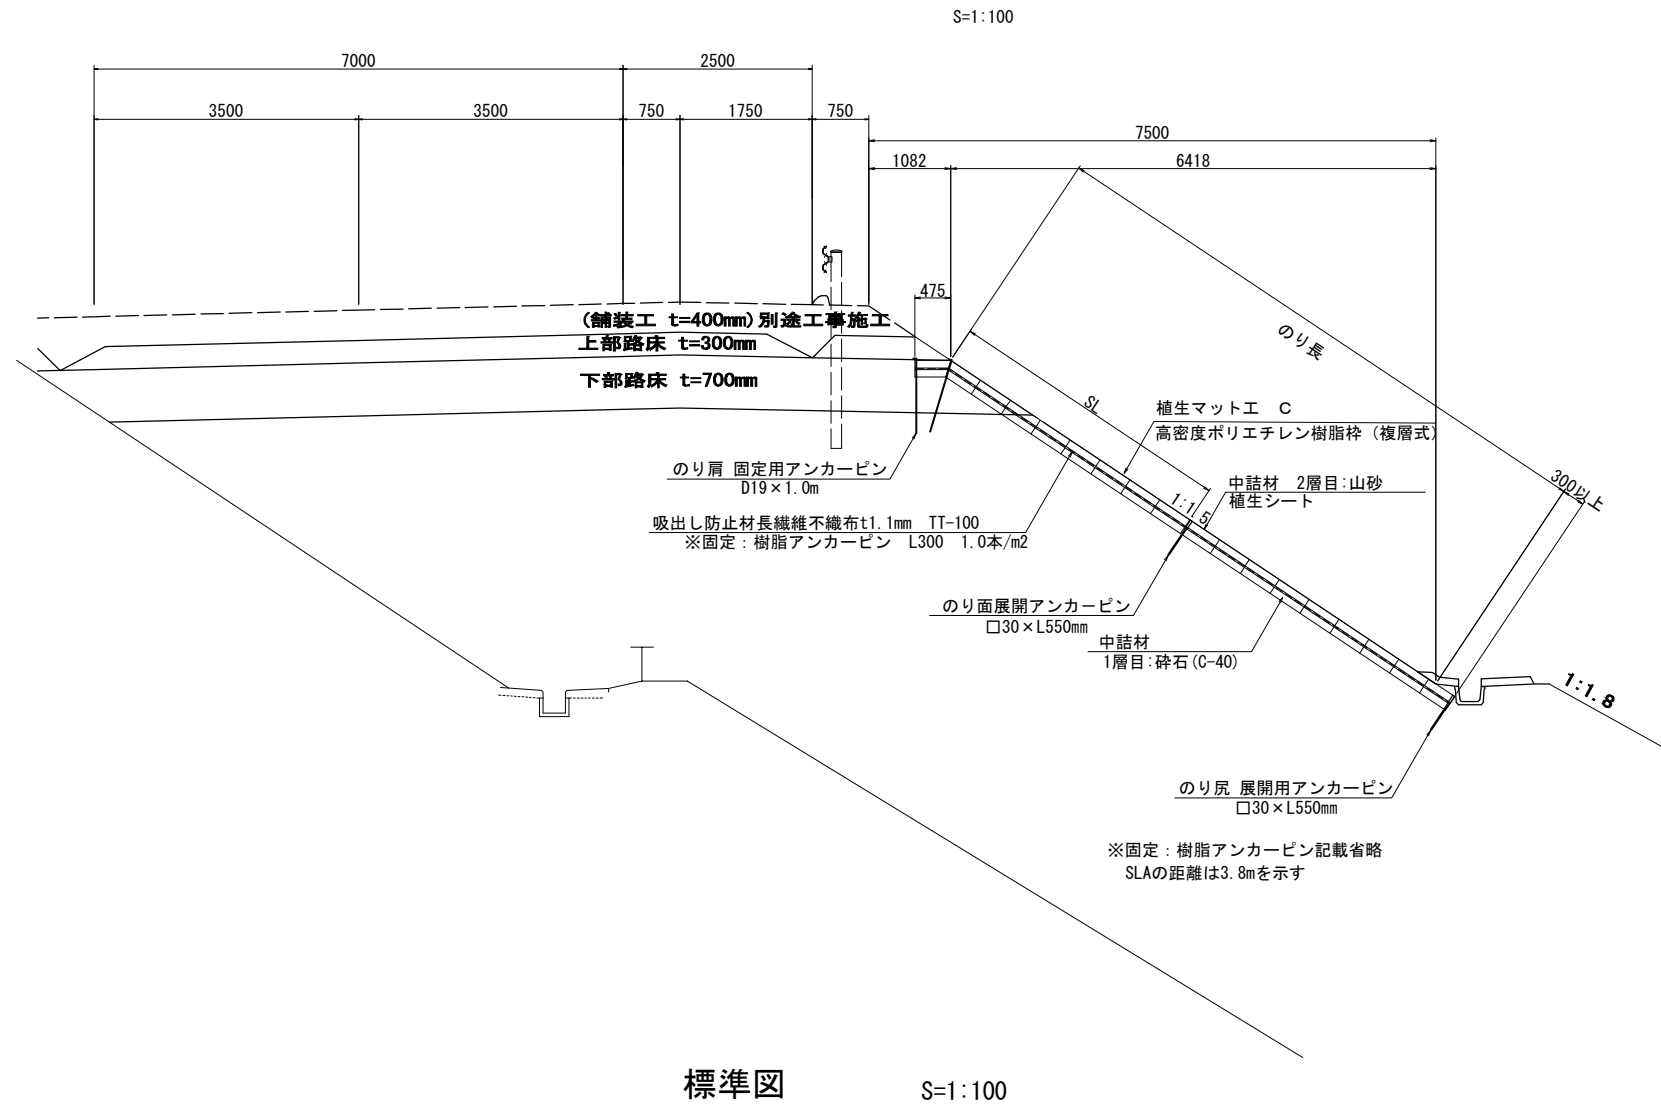 S=1:100
7000
2500
3500
3500
750
1750
750
7500
1082
6418
475
(舗装工 t=400mm)別途工事施工
上部路床 t=300mm
下部路床 t=700mm
のり長
SL
植生マット工 C
高密度ポリエチレン樹脂枠(複層式)
のり肩 固定用アンカーピン
D19×1.0m
中詰材 2層目:山砂
植生シート
1:1.5
300以上
吸出し防止材長繊維不織布t1.1mm TT-100
※固定:樹脂アンカーピン L300 1.0本/m2
のり面展開アンカーピン
□30×L550mm
中詰材
1層目:砕石(C-40)
1:1.8
のり尻 展開用アンカーピン
□30×L550mm
※固定:樹脂アンカーピン記載省略
SLAの距離は3.8mを示す
標準図 S=1:100